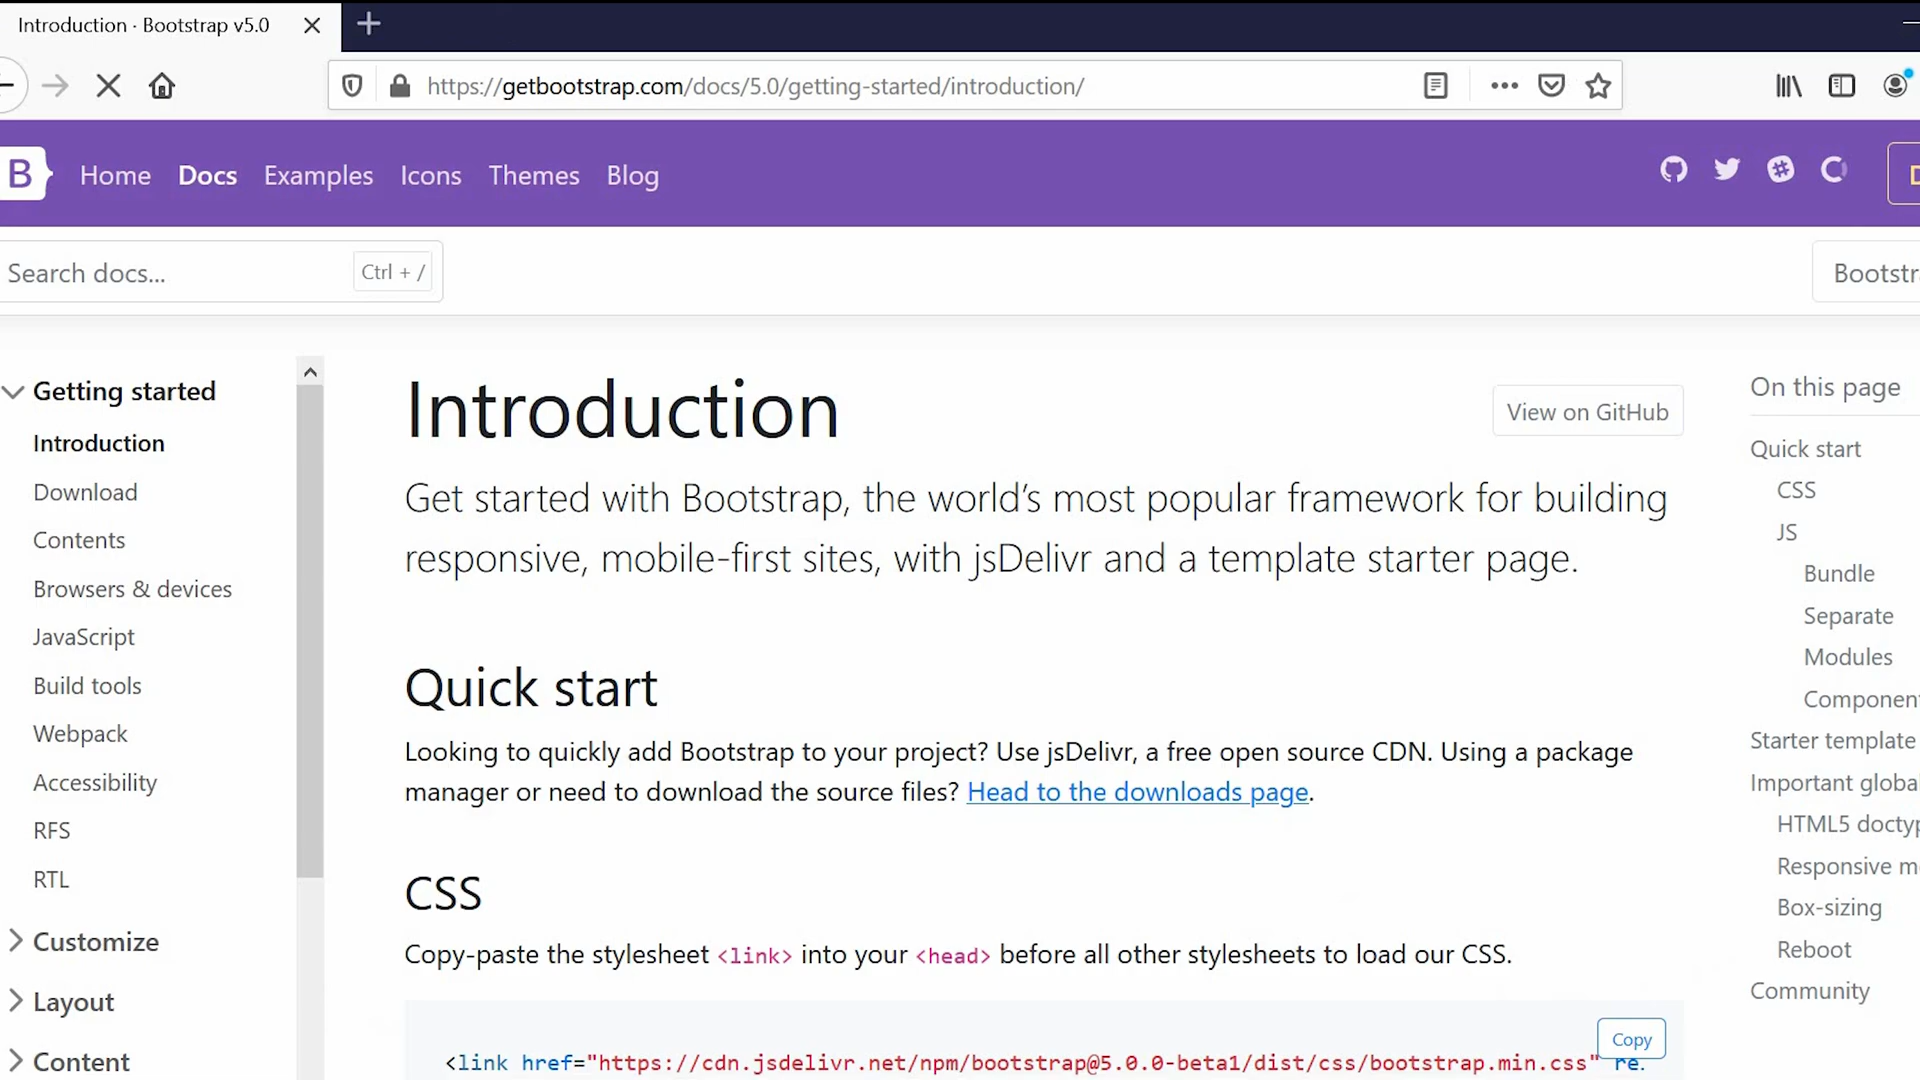 Introduction · Bootstrap v5.0
https://getbootstrap.com/docs/5.0/getting-started/introduction/
B
Home Docs Examples Icons Themes Blog
Search docs...
Ctrl + /
Bootstr
Getting started
Introduction
Download
Contents
Browsers & devices
JavaScript
Build tools
Webpack
Accessibility
RFS
RTL
Customize
Layout
Content
Introduction
View on GitHub
Get started with Bootstrap, the world’s most popular framework for building
responsive, mobile-first sites, with jsDelivr and a template starter page.
Quick start
Looking to quickly add Bootstrap to your project? Use jsDelivr, a free open source CDN. Using a package
manager or need to download the source files? Head to the downloads page.
CSS
Copy-paste the stylesheet <link> into your <head> before all other stylesheets to load our CSS.
Copy
<link href="https://cdn.jsdelivr.net/npm/bootstrap@5.0.0-beta1/dist/css/bootstrap.min.css" re
On this page
Quick start
CSS
JS
Bundle
Separate
Modules
Component
Starter template
Important globa
HTML5 doctyp
Responsive m
Box-sizing
Reboot
Community